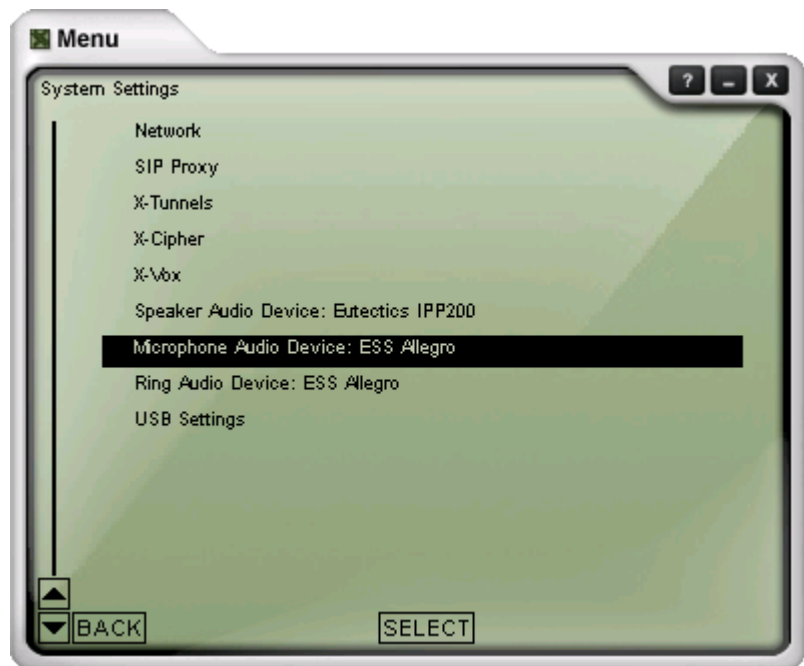 Menu
? - X
System Settings
Network
SIP Proxy
X-Tunnels
X-Cipher
X-Vox
Speaker Audio Device: Eutectics IPP200
Microphone Audio Device: ESS Allegro
Ring Audio Device: ESS Allegro
USB Settings
BACK SELECT